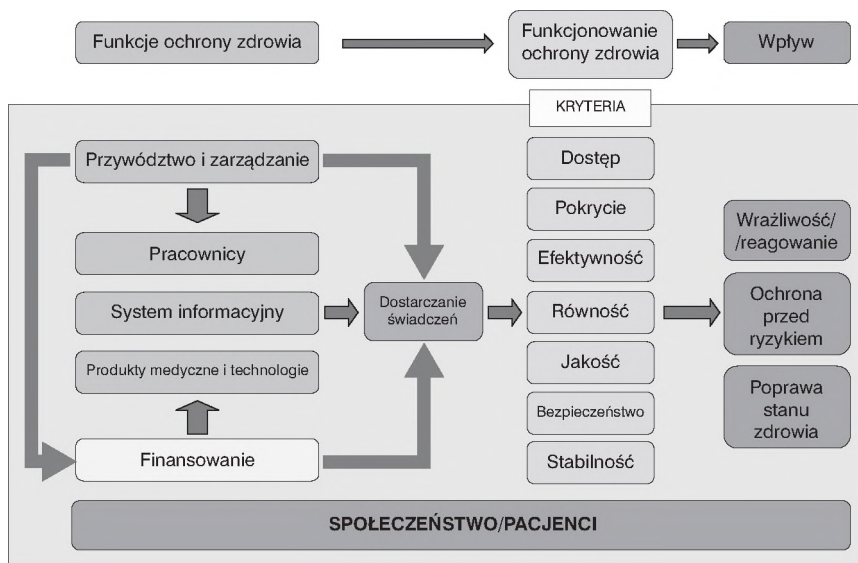 Funkcje ochrony zdrowia
Funkcjonowanie
ochrony zdrowia
Wpływ
KRYTERIA
Przywództwo i zarządzanie
Pracownicy
System informacyjny
Produkty medyczne i technologie
Finansowanie
Dostarczanie
świadczeń
Dostęp
Pokrycie
Efektywność
Równość
Jakość
Bezpieczeństwo
Stabilność
Wrażliwość/
/reagowanie
Ochrona
przed
ryzykiem
Poprawa
stanu
zdrowia
SPOŁECZEŃSTWO/PACJENCI